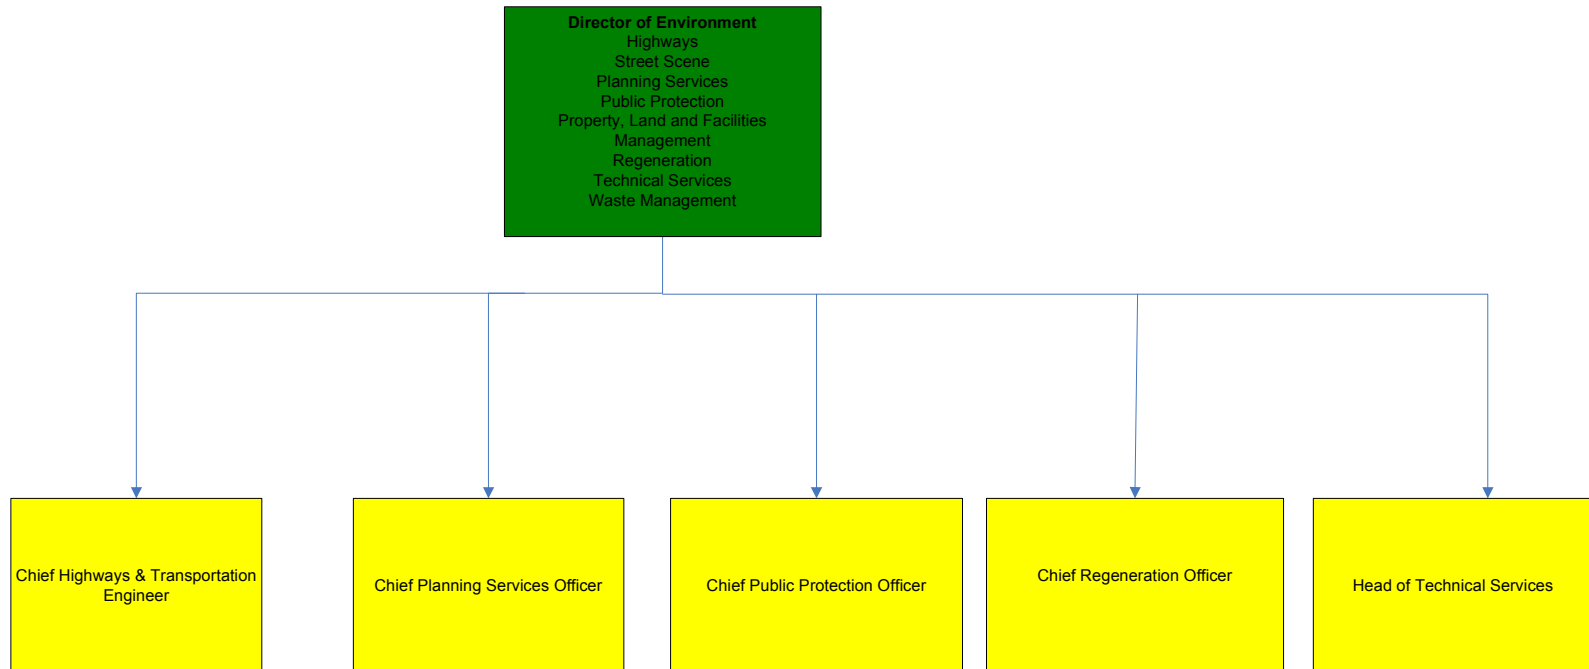 Director of Environment
Highways
Street Scene
Planning Services
Public Protection
Property, Land and Facilities
Management
Regeneration
Technical Services
Waste Management
Chief Highways & Transportation
Engineer
Chief Planning Services Officer
Chief Public Protection Officer
Chief Regeneration Officer
Head of Technical Services